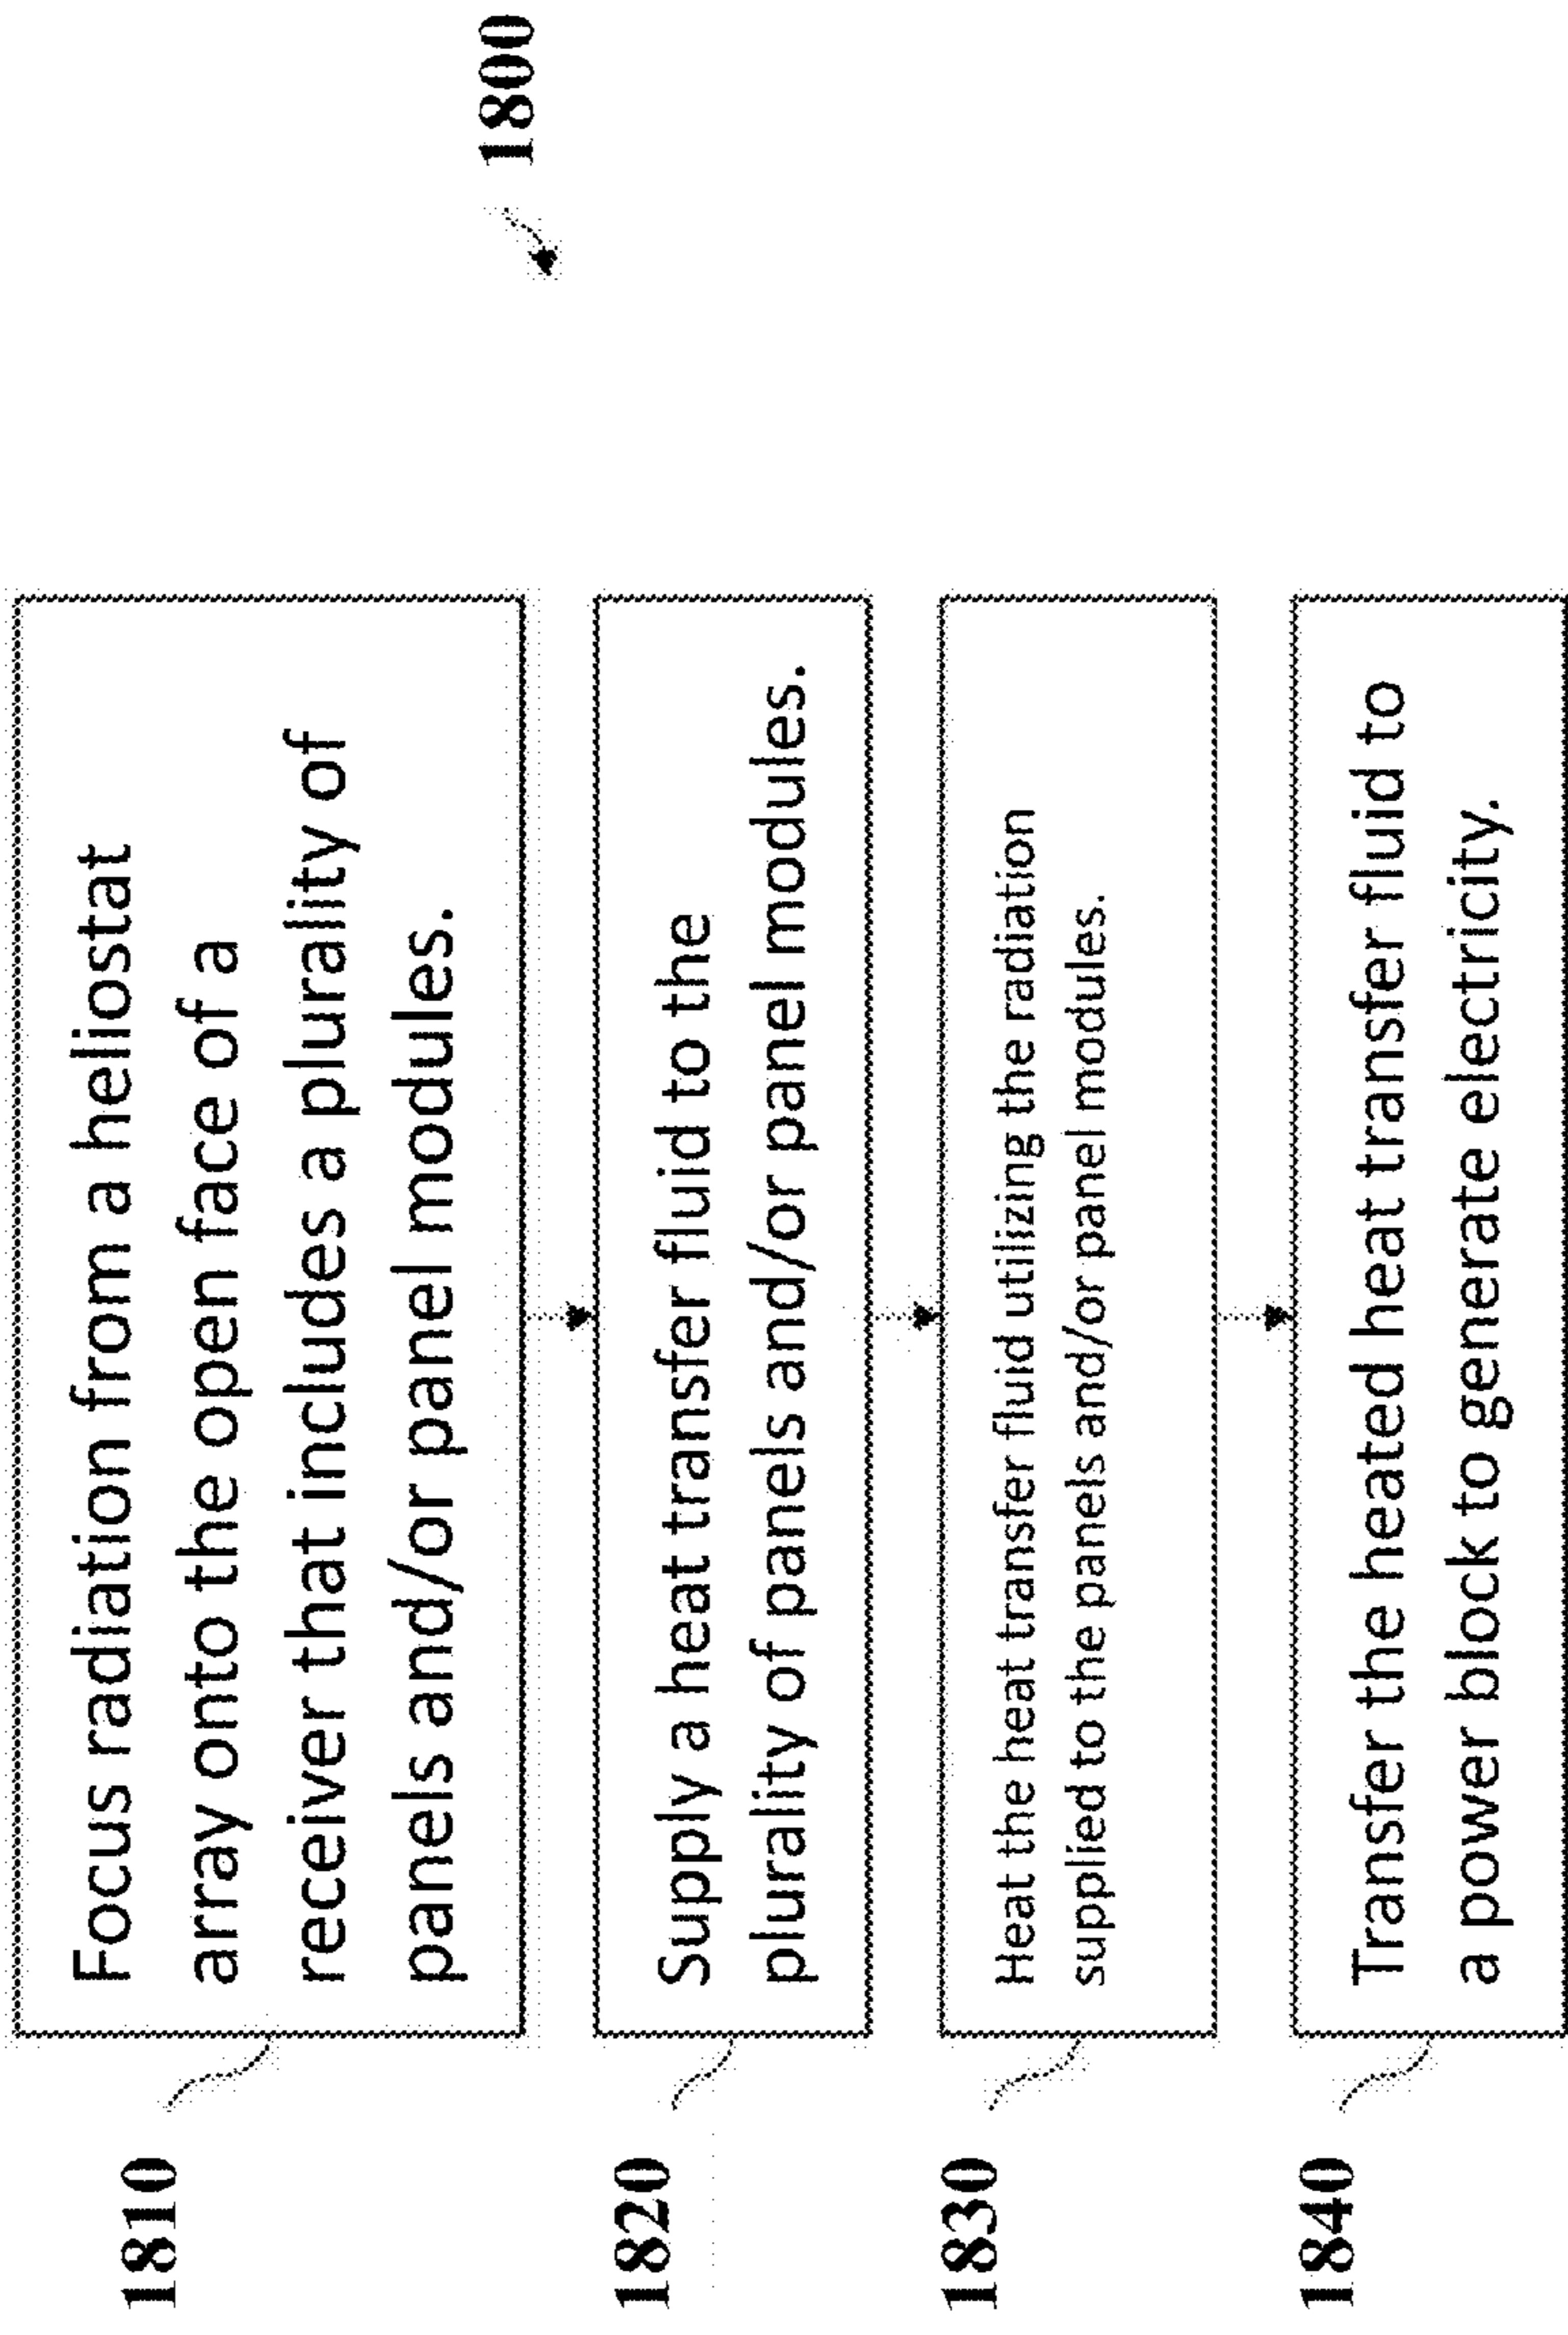 1800
1810
Focus radiation from a heliostat
array onto the open face of a
receiver that includes a plurality of
panels and/or panel modules.
1820
Supply a heat transfer fluid to the
plurality of panels and/or panel modules.
1830
Heat the heat transfer fluid utilizing the radiation
supplied to the panels and/or panel modules.
1840
Transfer the heated heat transfer fluid to
a power block to generate electricity.